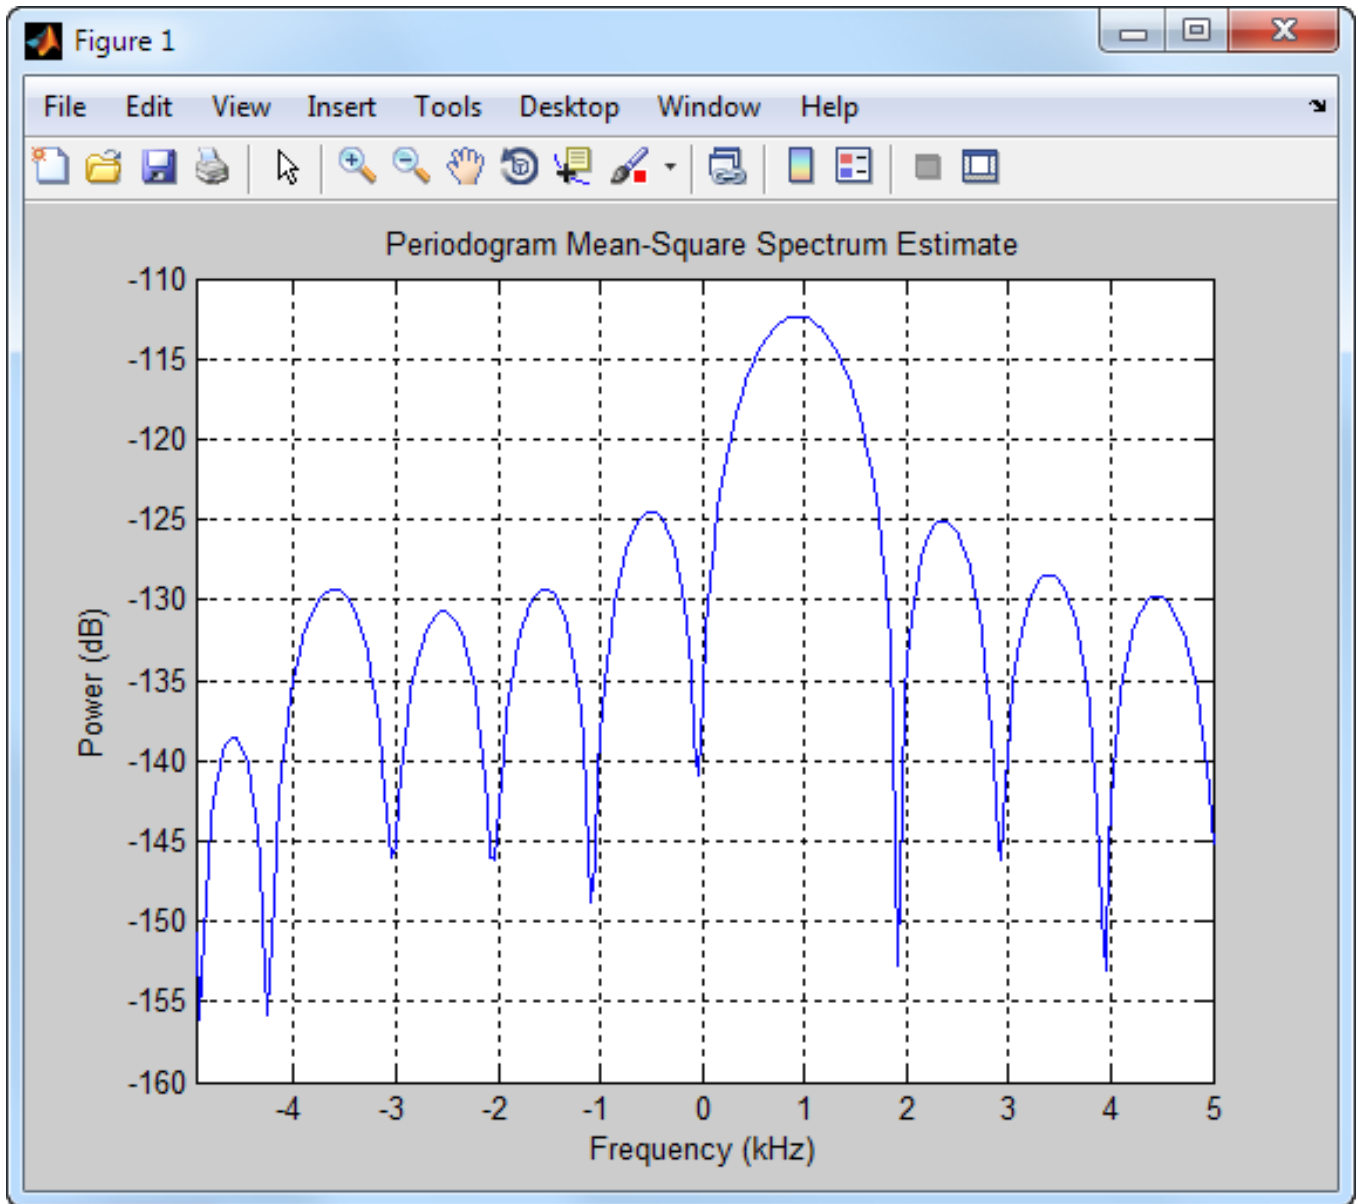 Figure 1
File Edit View Insert Tools Desktop Window Help
Periodogram Mean-Square Spectrum Estimate
-110
-115
-120
-125
-130
-135
-140
-145
-150
-155
-160
Power (dB)
-4 -3 -2 -1 0 1 2 3 4 5
Frequency (kHz)